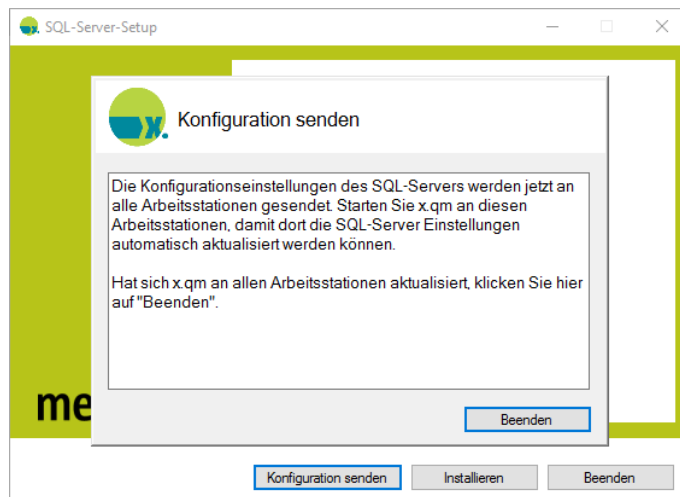 SQL-Server-Setup
x.
Konfiguration senden
Die Konfigurationseinstellungen des SQL-Servers werden jetzt an
alle Arbeitsstationen gesendet. Starten Sie x.qm an diesen
Arbeitsstationen, damit dort die SQL-Server Einstellungen
automatisch aktualisiert werden können.
Hat sich x.qm an allen Arbeitsstationen aktualisiert, klicken Sie hier
auf "Beenden".
Beenden
me
Konfiguration senden Installieren Beenden